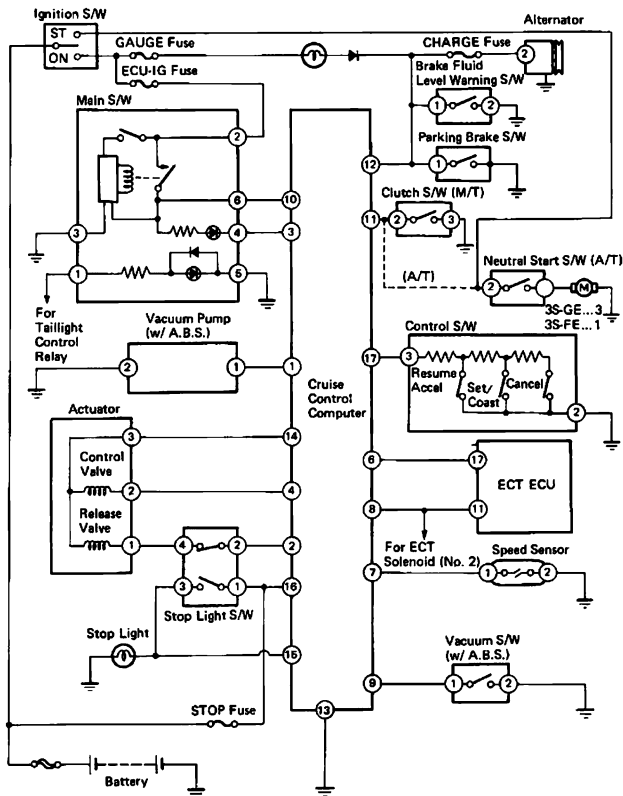 Ignition S/W
ST
ON
GAUGE Fuse
ECU-IG Fuse
CHARGE Fuse
Alternator
2
Brake Fluid
Level Warning S/W
1
2
Main S/W
2
6
4
5
3
1
Parking Brake S/W
1
12
10
3
11
Clutch S/W (M/T)
2
3
(A/T)
Neutral Start S/W (A/T)
2
M
3S-GE...3
3S-FE...1
For
Taillight
Control
Relay
Vacuum Pump
(w/ A.B.S.)
2
1
1
Cruise
Control
Computer
17
Control S/W
3
Resume
Accel
Set/
Coast
Cancel
2
Actuator
3
Control
Valve
2
Release
Valve
1
14
4
2
16
15
4
2
3
1
Stop Light S/W
Stop Light
6
17
ECT ECU
8
11
For ECT
Solenoid (No. 2)
Speed Sensor
7
1
2
Vacuum S/W
(w/ A.B.S.)
9
1
2
STOP Fuse
13
Battery